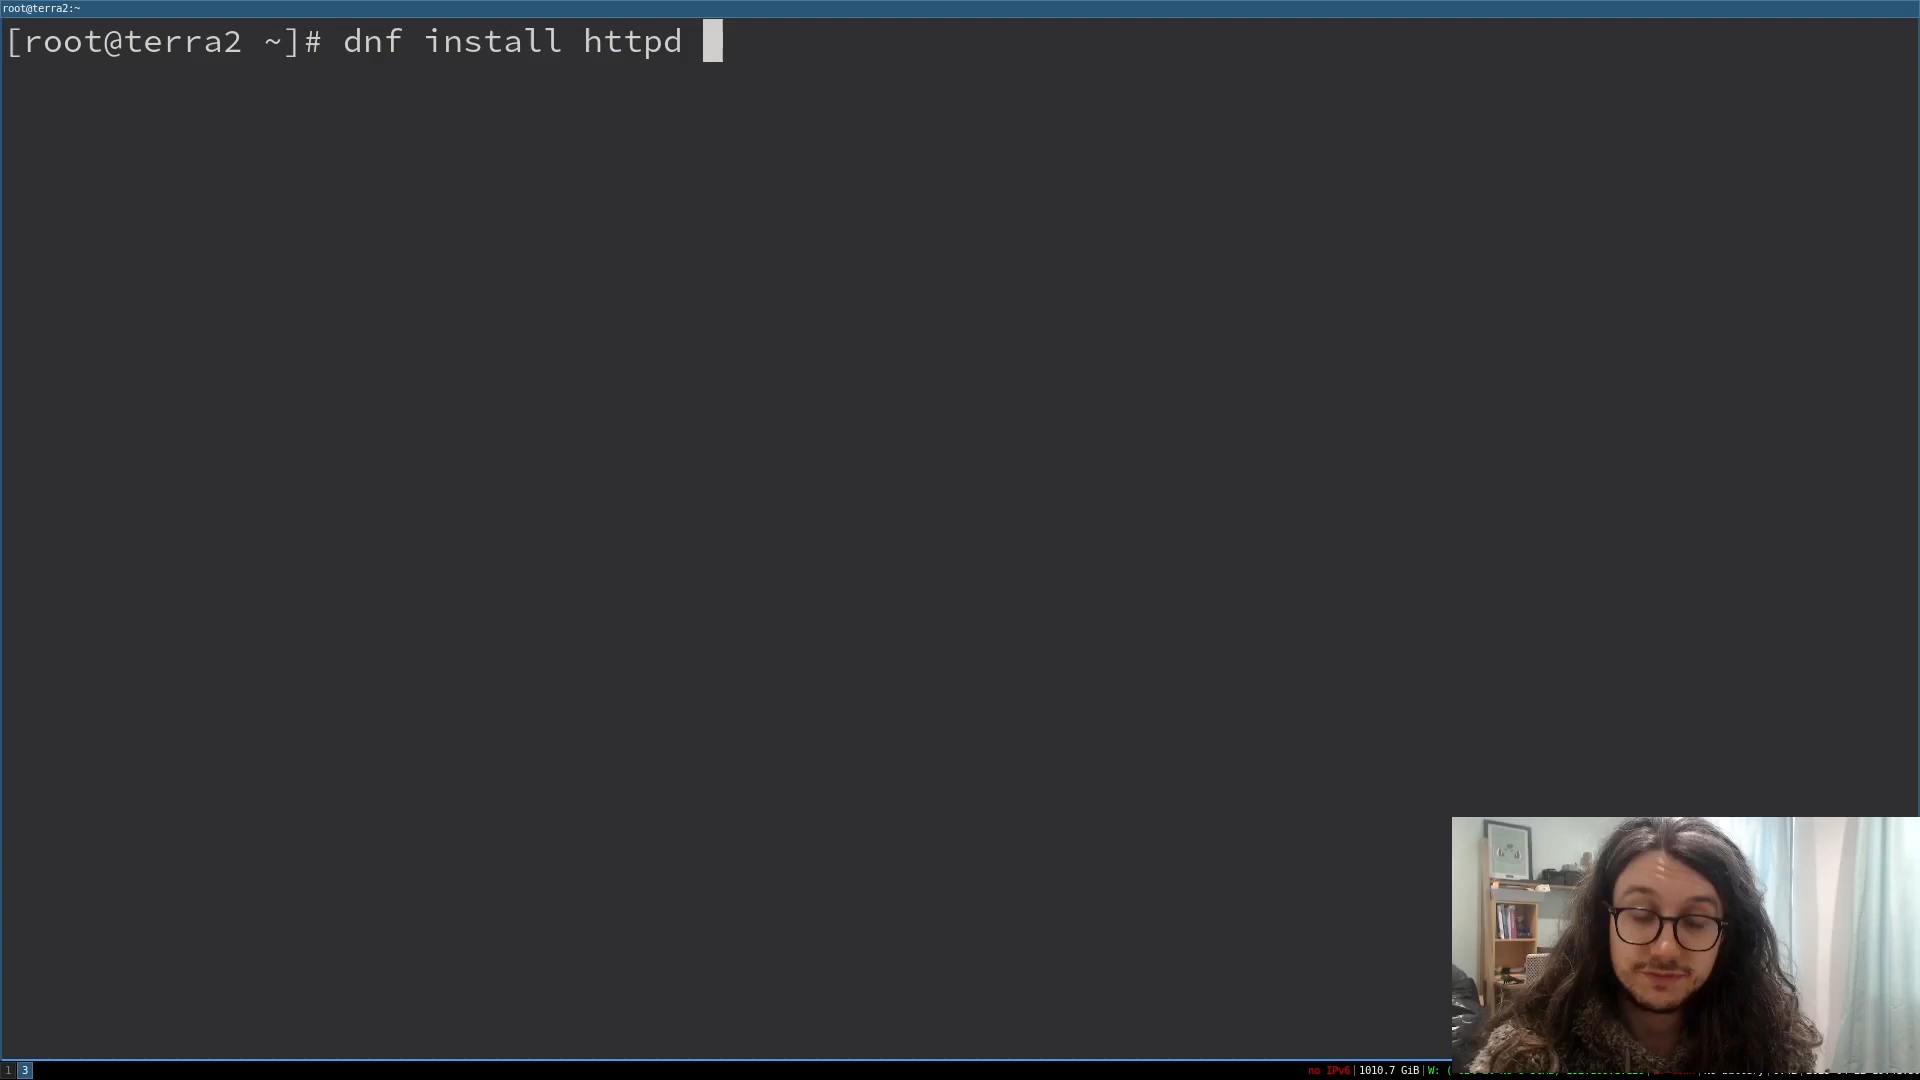 root@terra2:~
[root@terra2 ~]# dnf install httpd
1 3
no IPv6|1010.7 GiB|W: (